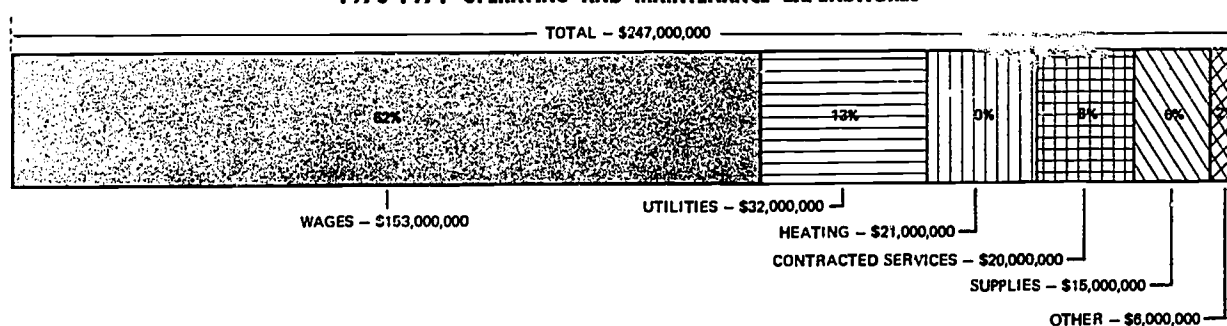 TOTAL – $247,000,000
62%
13%
8%
6%
WAGES – $153,000,000
UTILITIES – $32,000,000
HEATING – $21,000,000
CONTRACTED SERVICES – $20,000,000
SUPPLIES – $15,000,000
OTHER – $6,000,000